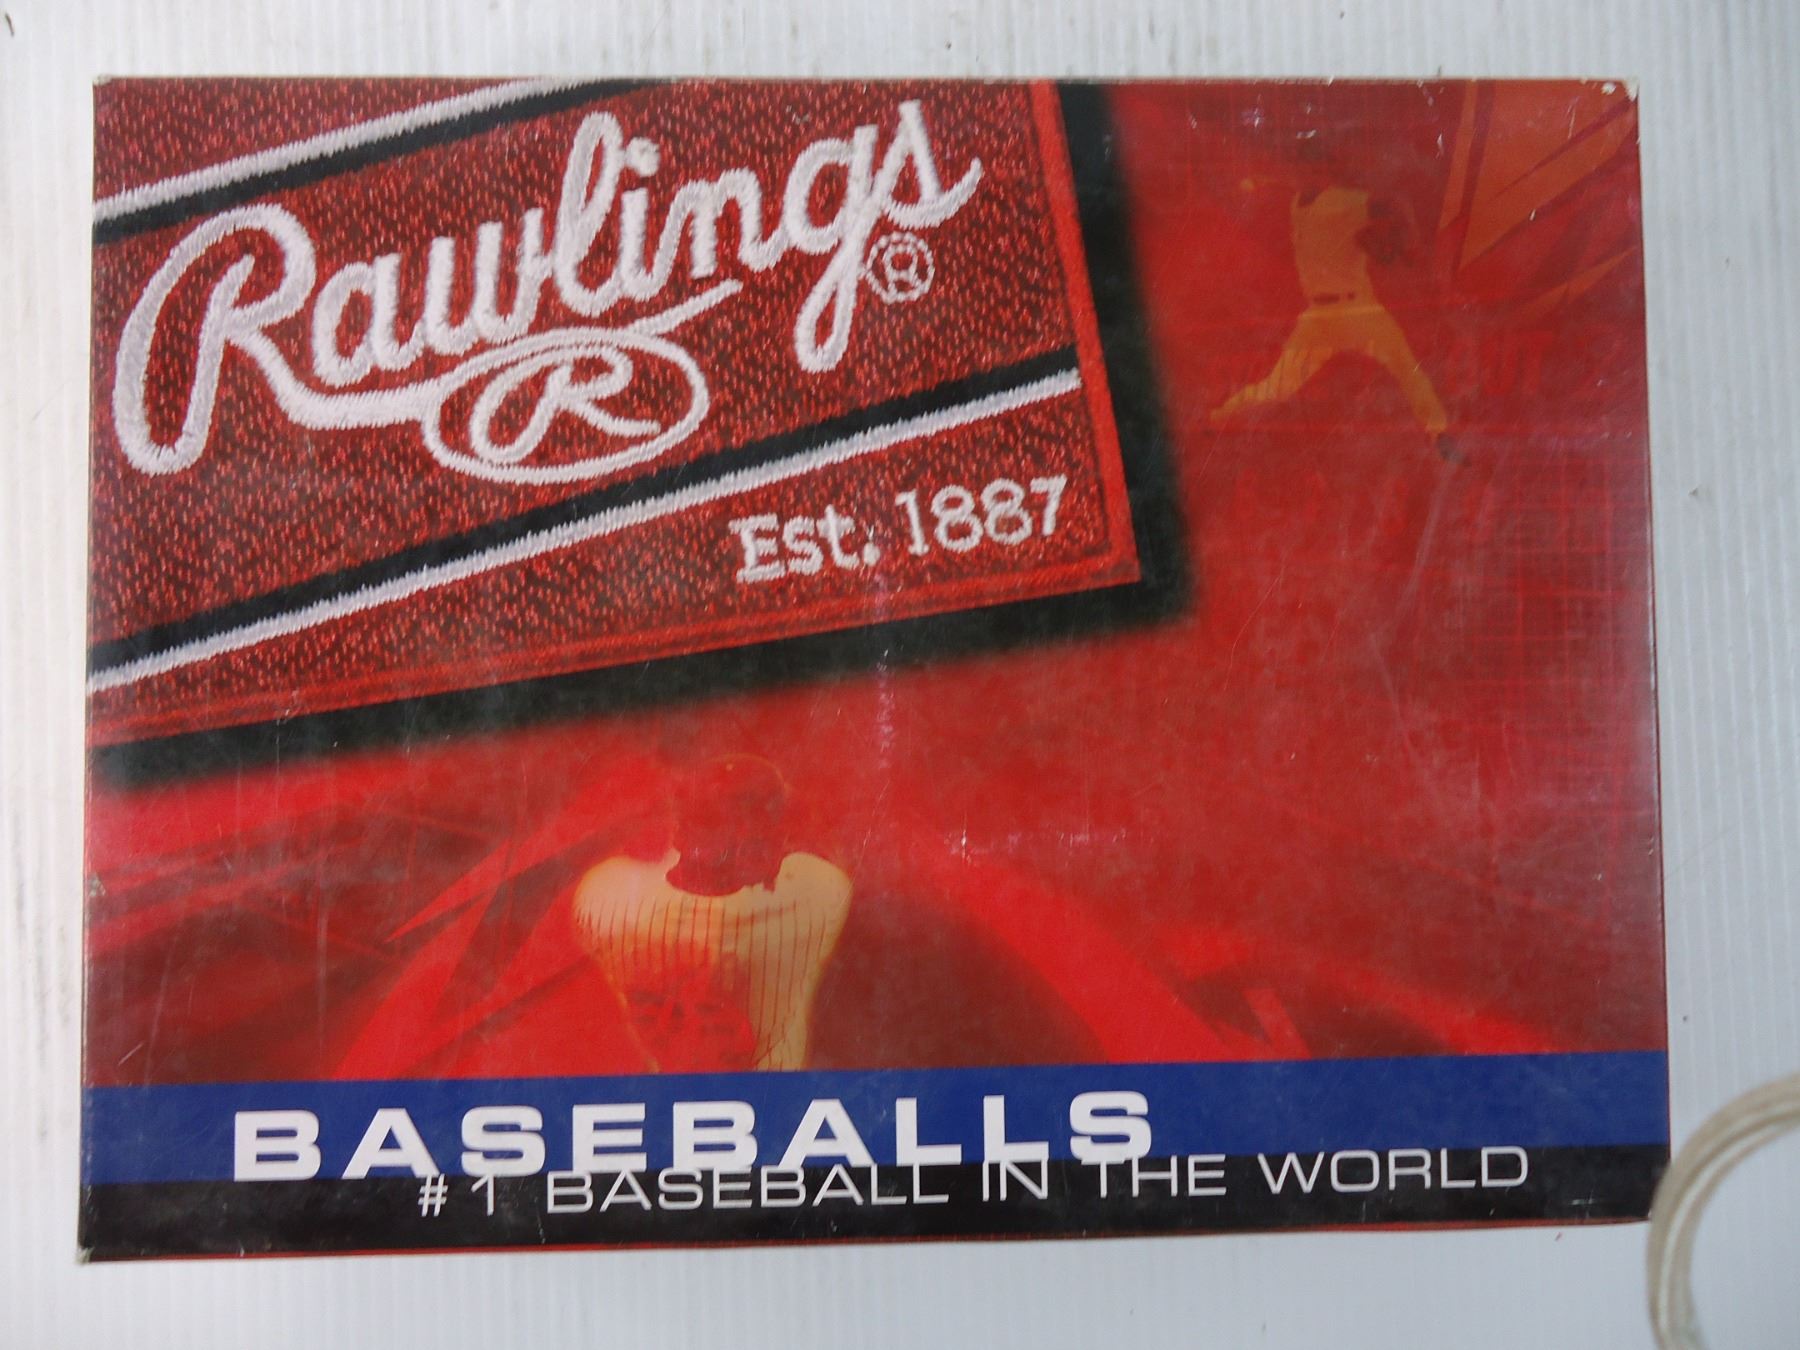 Rawlings®
R
Est. 1887
BASEBALLS
#1 BASEBALL IN THE WORLD